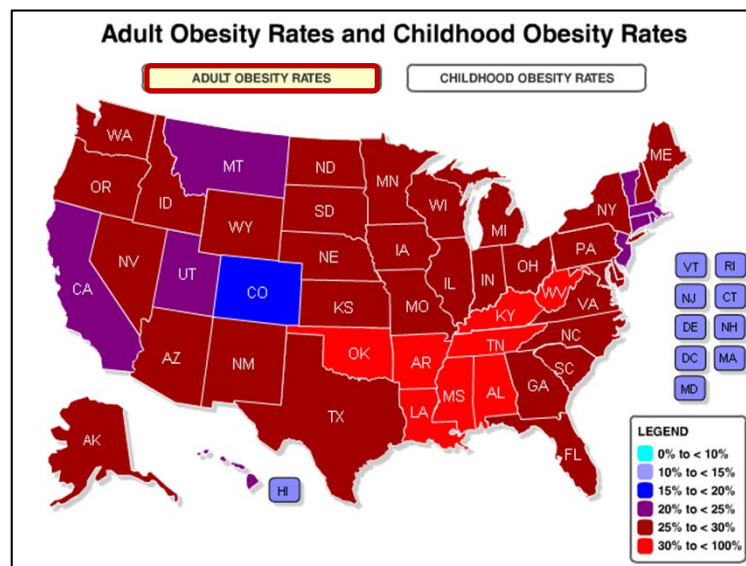 Adult Obesity Rates and Childhood Obesity Rates
ADULT OBESITY RATES
CHILDHOOD OBESITY RATES
WA
OR
ID
MT
ND
SD
WY
NE
MN
WI
MI
IA
IL
IN
OH
PA
NY
ME
CA
NV
UT
CO
KS
MO
KY
WV
VA
NC
SC
TN
AZ
NM
OK
AR
TX
LA
MS
AL
GA
FL
AK
HI
VT
RI
NJ
CT
DE
NH
DC
MA
MD
LEGEND
0% to < 10%
10% to < 15%
15% to < 20%
20% to < 25%
25% to < 30%
30% to < 100%